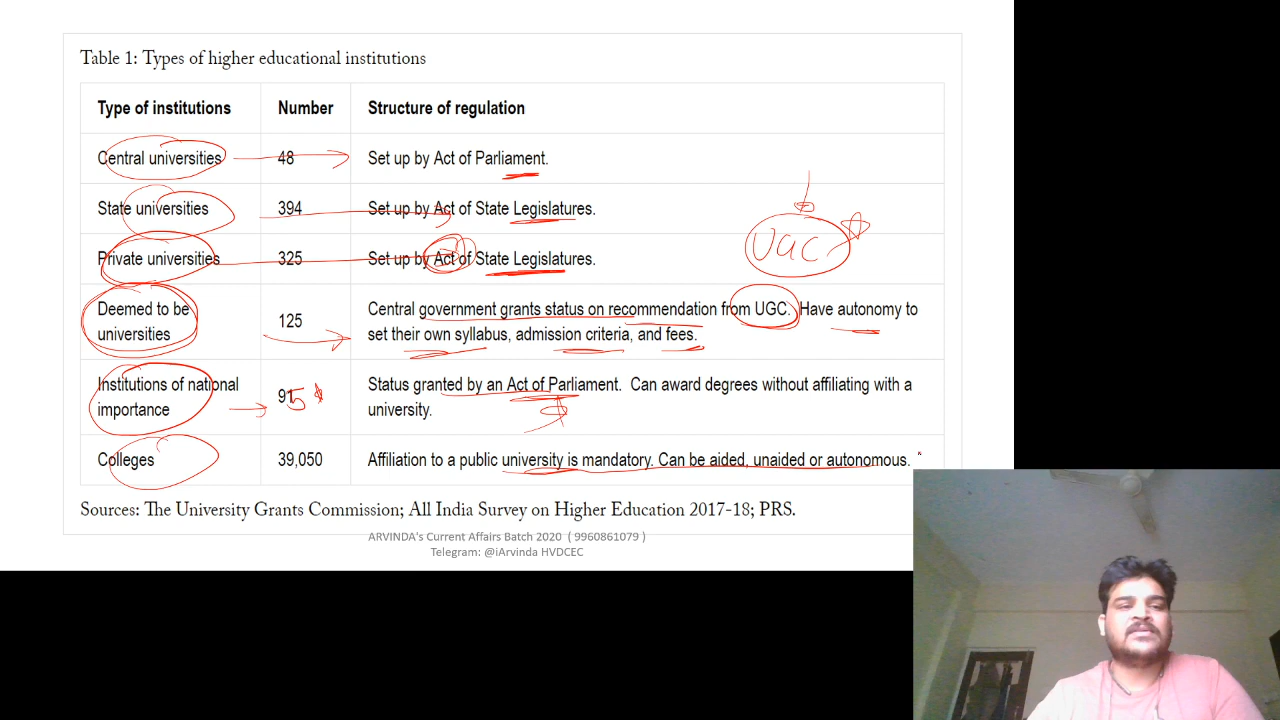 Table 1: Types of higher educational institutions
Type of institutions Number Structure of regulation
Central universities 48 Set up by Act of Parliament.
State universities 394 Set up by Act of State Legislatures.
Private universities 325 Set up by Act of State Legislatures.
UGC
Deemed to be universities 125 Central government grants status on recommendation from UGC. Have autonomy to
set their own syllabus, admission criteria, and fees.
Institutions of national importance 91 Status granted by an Act of Parliament. Can award degrees without affiliating with a
university.
5
Colleges 39,050 Affiliation to a public university is mandatory. Can be aided, unaided or autonomous.
Sources: The University Grants Commission; All India Survey on Higher Education 2017-18; PRS.
ARVINDA's Current Affairs Batch 2020 ( 9960861079 )
Telegram: @iArvinda HVDCEC